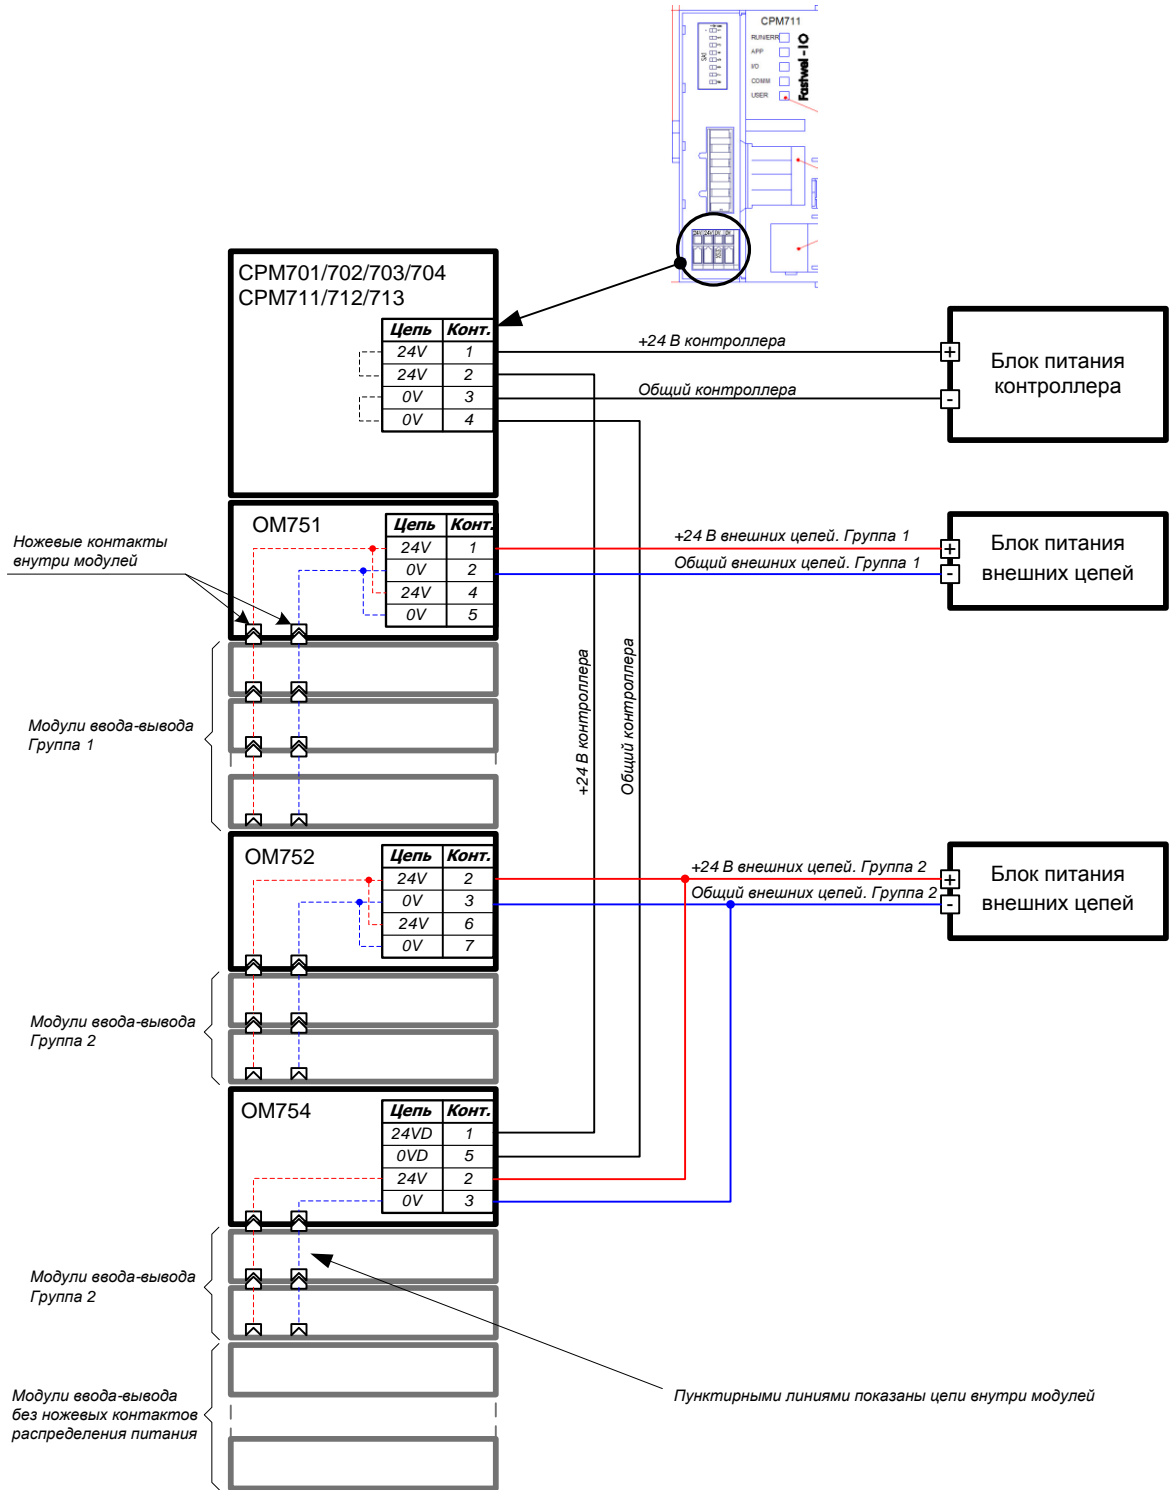 CPM711
RUN/ERR
APP
I/O
COMM
USER
Fastwel - IO
SA1
24V 24V 0V 0V
CPM701/702/703/704
CPM711/712/713
Цепь Конт.
24V 1
24V 2
0V 3
0V 4
+24 В контроллера
Общий контроллера
Блок питания
контроллера
OM751
Цепь Конт.
24V 1
0V 2
24V 4
0V 5
Ножевые контакты
внутри модулей
+24 В внешних цепей. Группа 1
Общий внешних цепей. Группа 1
Блок питания
внешних цепей
+24 В контроллера
Общий контроллера
Модули ввода-вывода
Группа 1
OM752
Цепь Конт.
24V 2
0V 3
24V 6
0V 7
+24 В внешних цепей. Группа 2
Общий внешних цепей. Группа 2
Блок питания
внешних цепей
Модули ввода-вывода
Группа 2
OM754
Цепь Конт.
24VD 1
0VD 5
24V 2
0V 3
Модули ввода-вывода
Группа 2
Модули ввода-вывода
без ножевых контактов
распределения питания
Пунктирными линиями показаны цепи внутри модулей